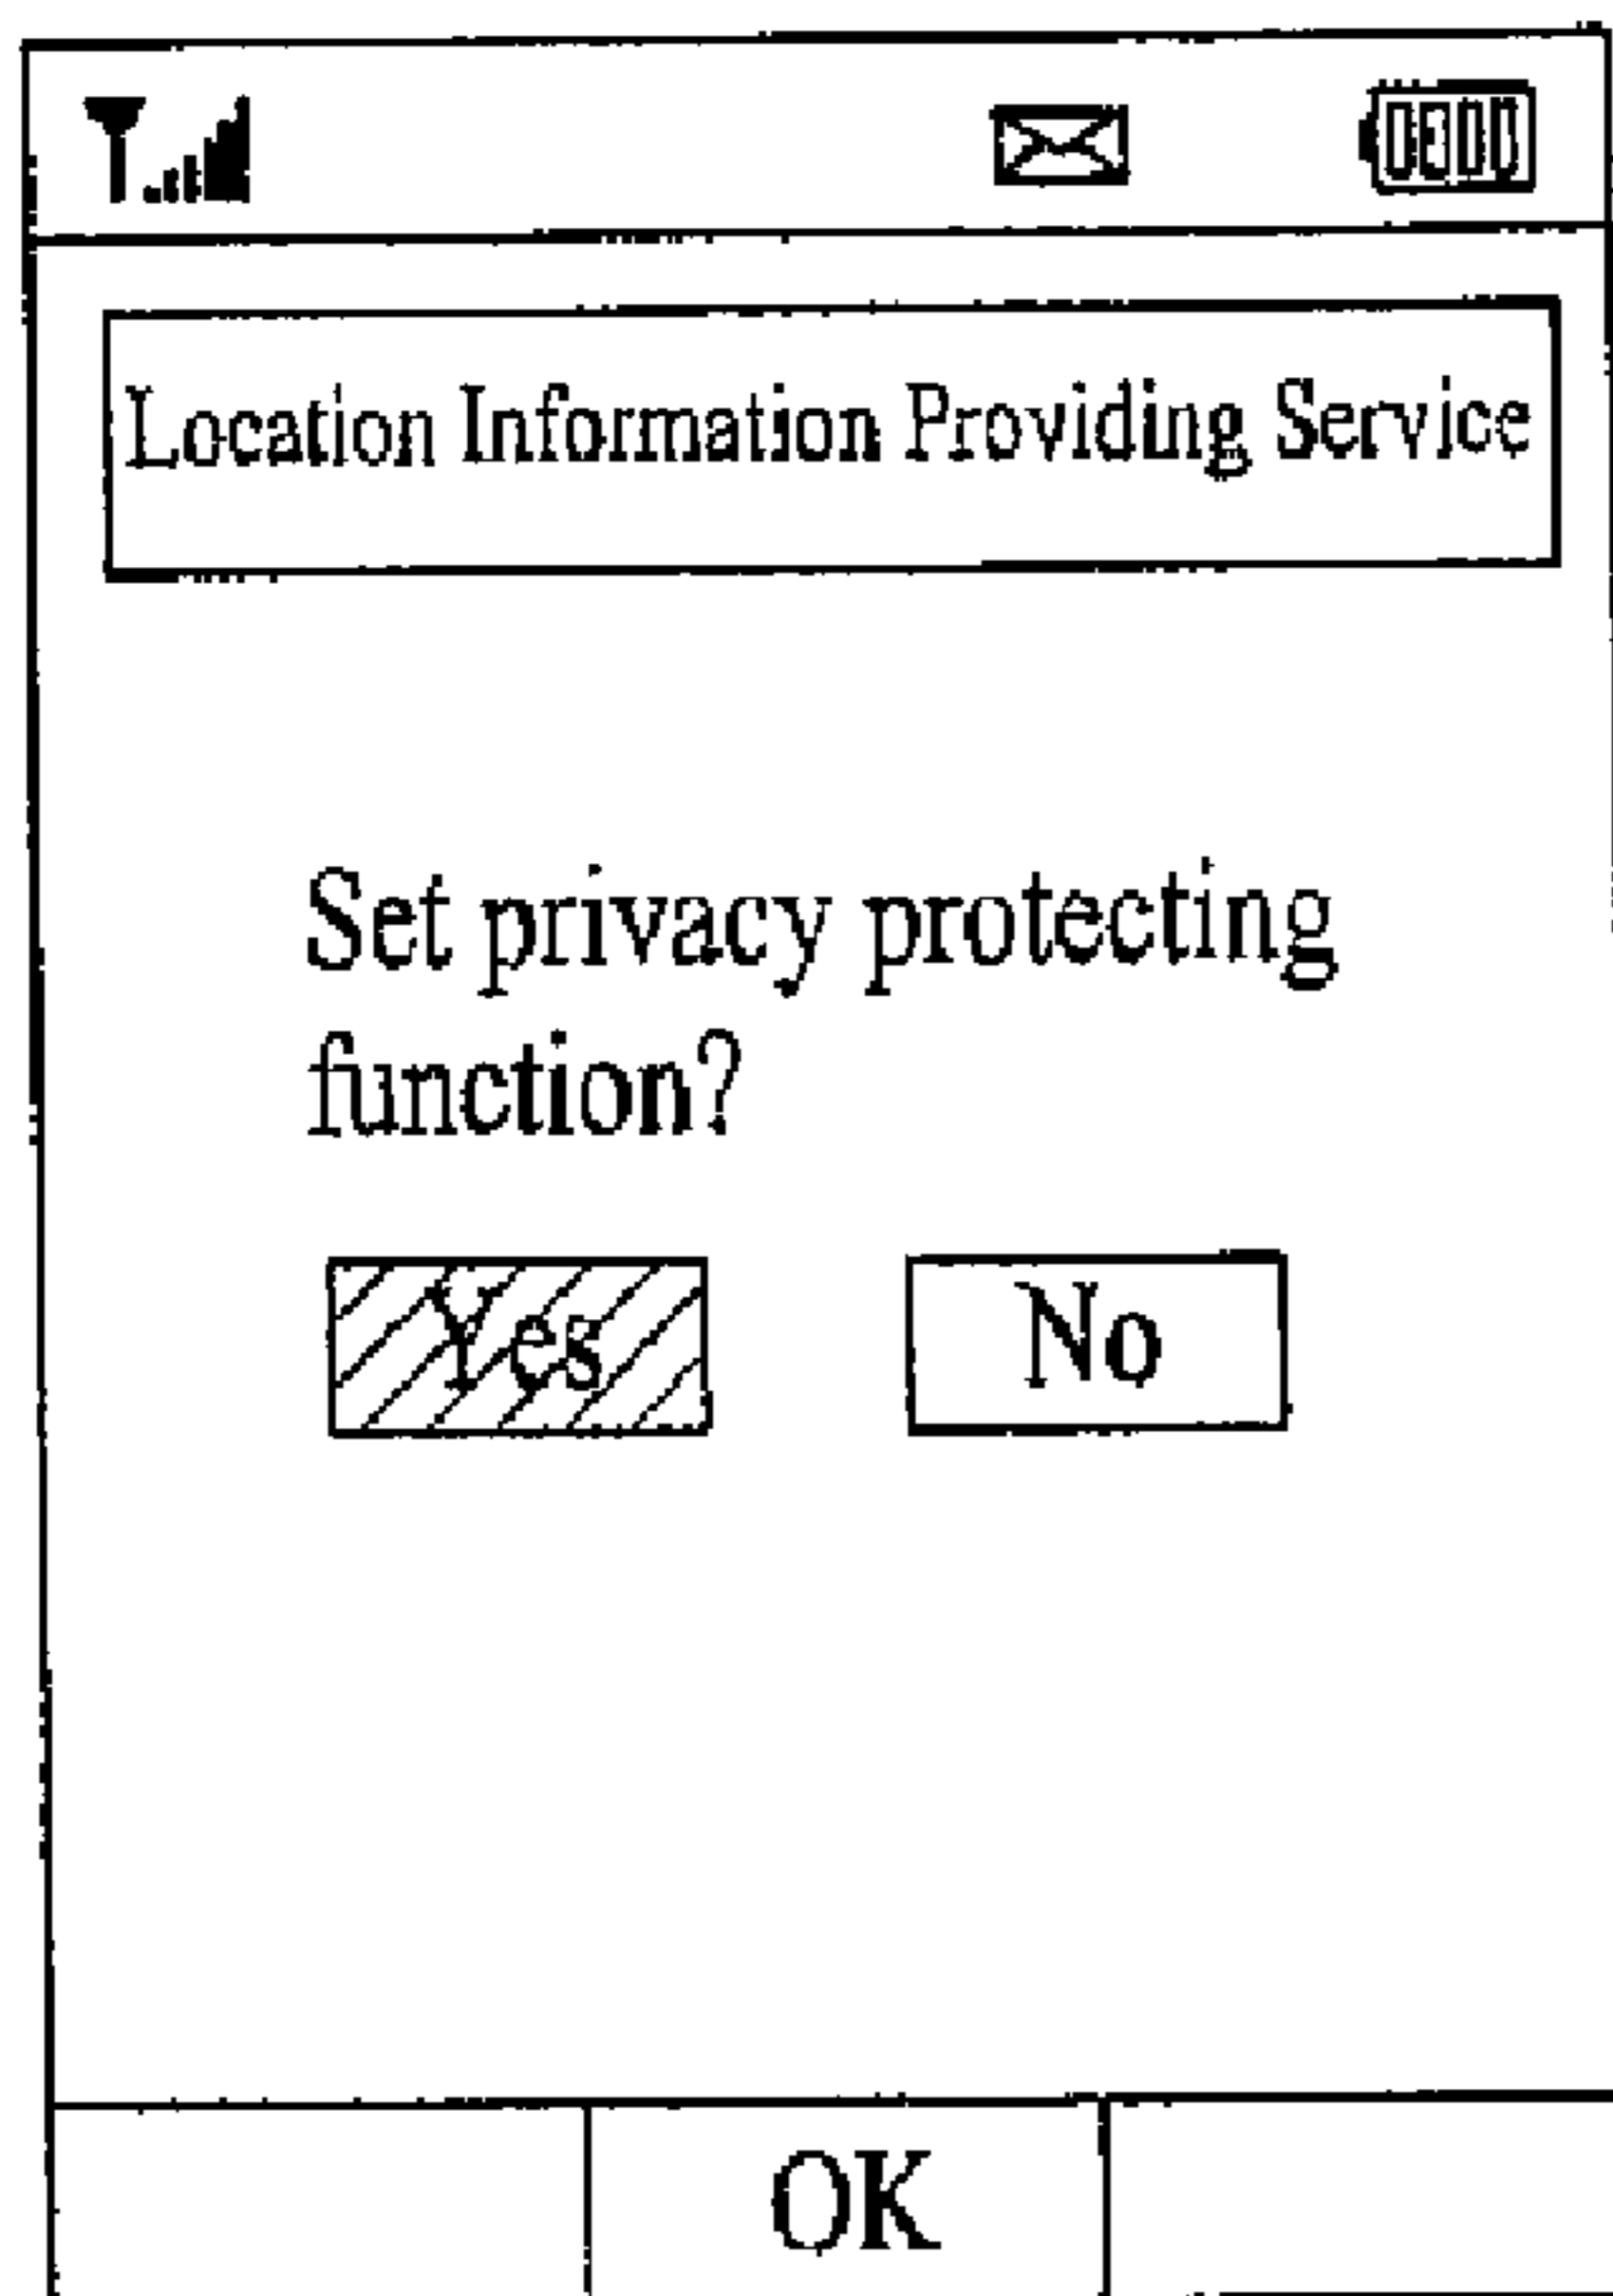 Location Information Providing Service
Set privacy protecting
function?
Yes
No
OK